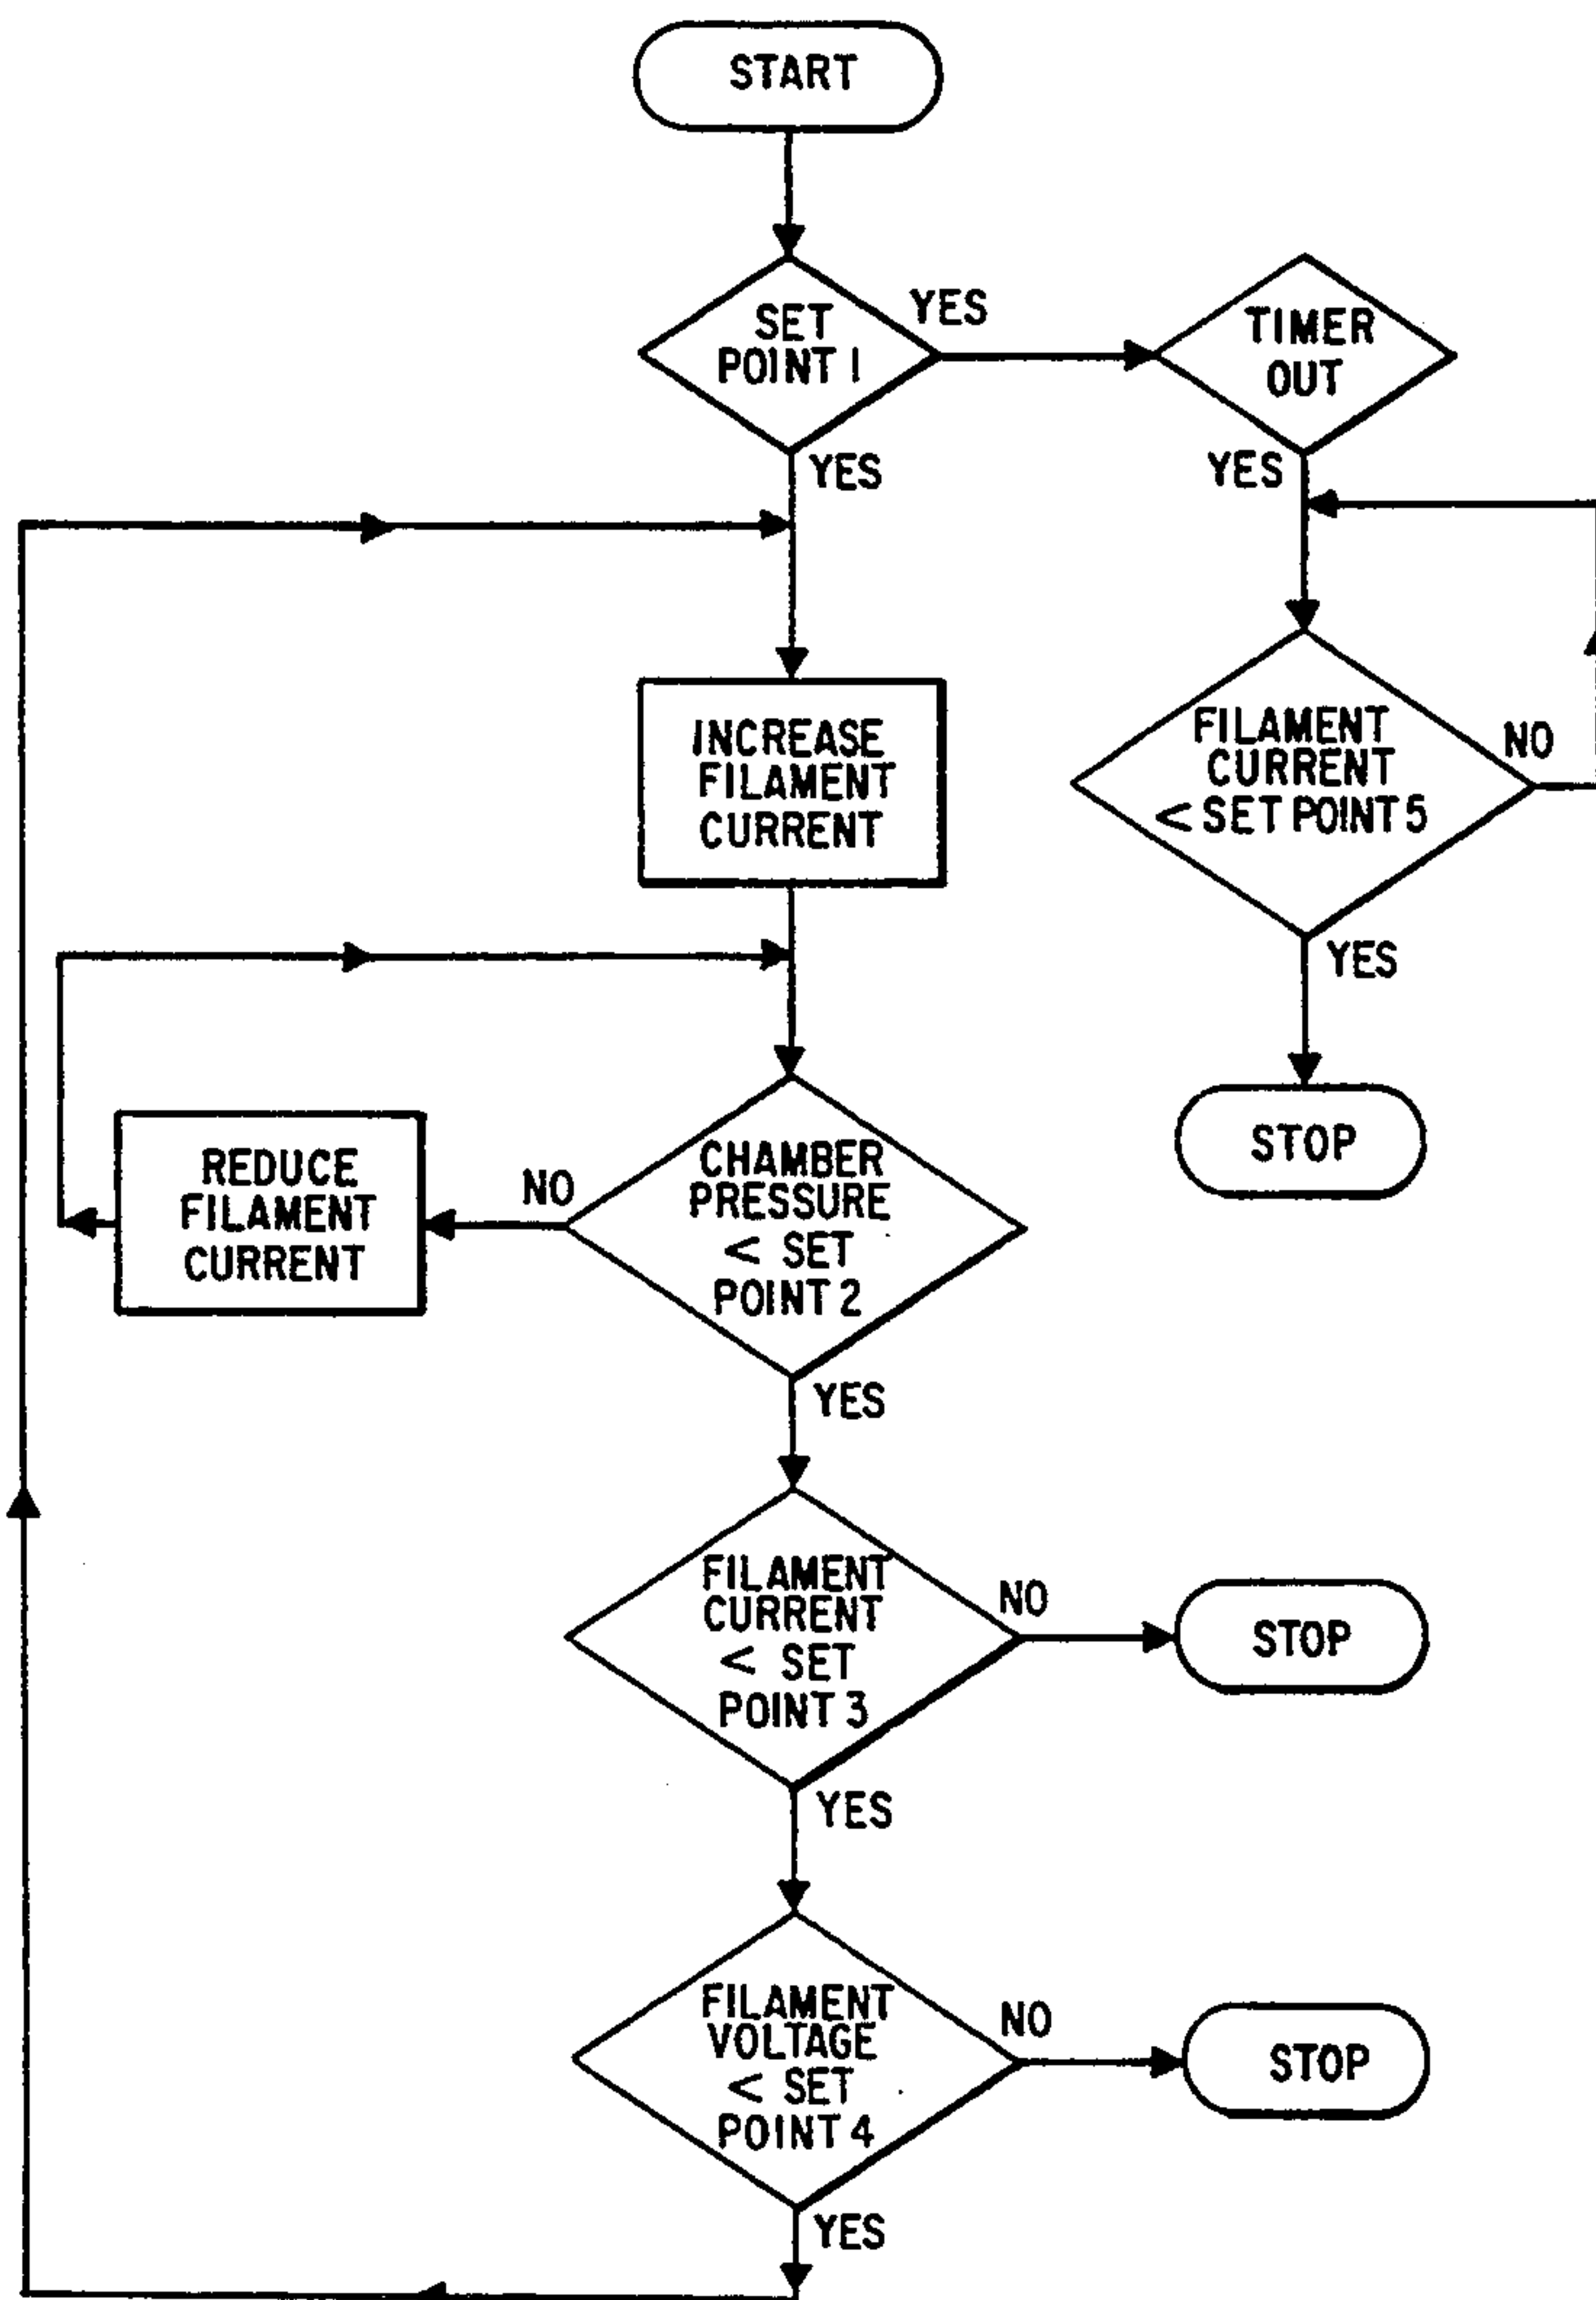 START
SET
POINT 1
YES
YES
TIMER
OUT
YES
INCREASE
FILAMENT
CURRENT
FILAMENT
CURRENT
< SET POINT 5
NO
YES
STOP
REDUCE
FILAMENT
CURRENT
NO
CHAMBER
PRESSURE
< SET
POINT 2
YES
FILAMENT
CURRENT
< SET
POINT 3
NO
STOP
YES
FILAMENT
VOLTAGE
< SET
POINT 4
NO
STOP
YES